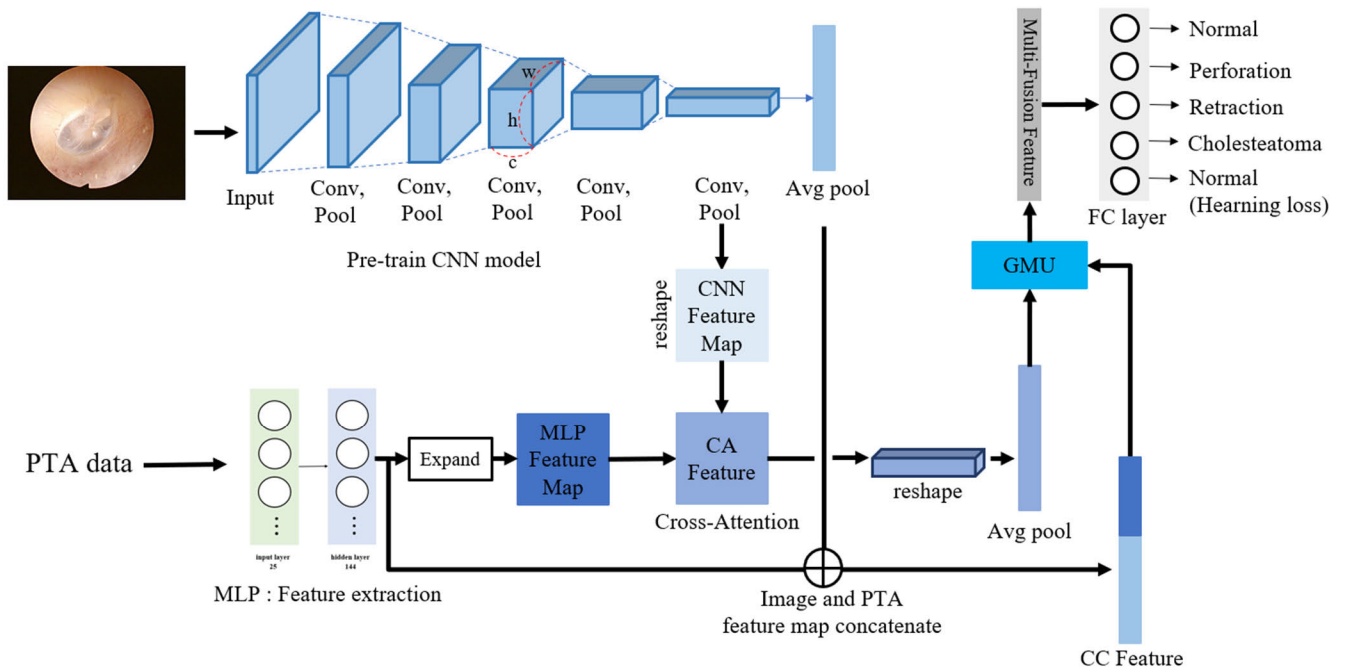 w
h
c
Input
Conv,
Pool
Conv,
Pool
Conv,
Pool
Conv,
Pool
Conv,
Pool
Avg pool
Pre-train CNN model
Multi-Fusion Feature
Normal
Perforation
Retraction
Cholesteatoma
Normal
(Hearning loss)
FC layer
GMU
reshape
CNN
Feature
Map
PTA data
Expand
MLP
Feature
Map
CA
Feature
Cross-Attention
reshape
Avg pool
input layer
25
hidden layer
144
MLP : Feature extraction
Image and PTA
feature map concatenate
CC Feature